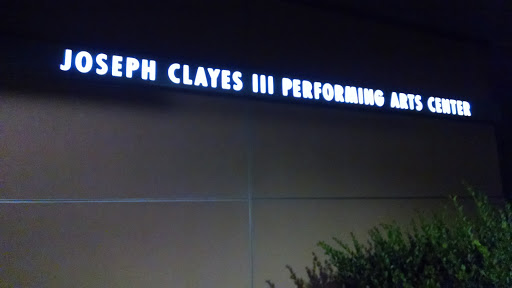 JOSEPH CLAYES III PERFORMING ARTS CENTER